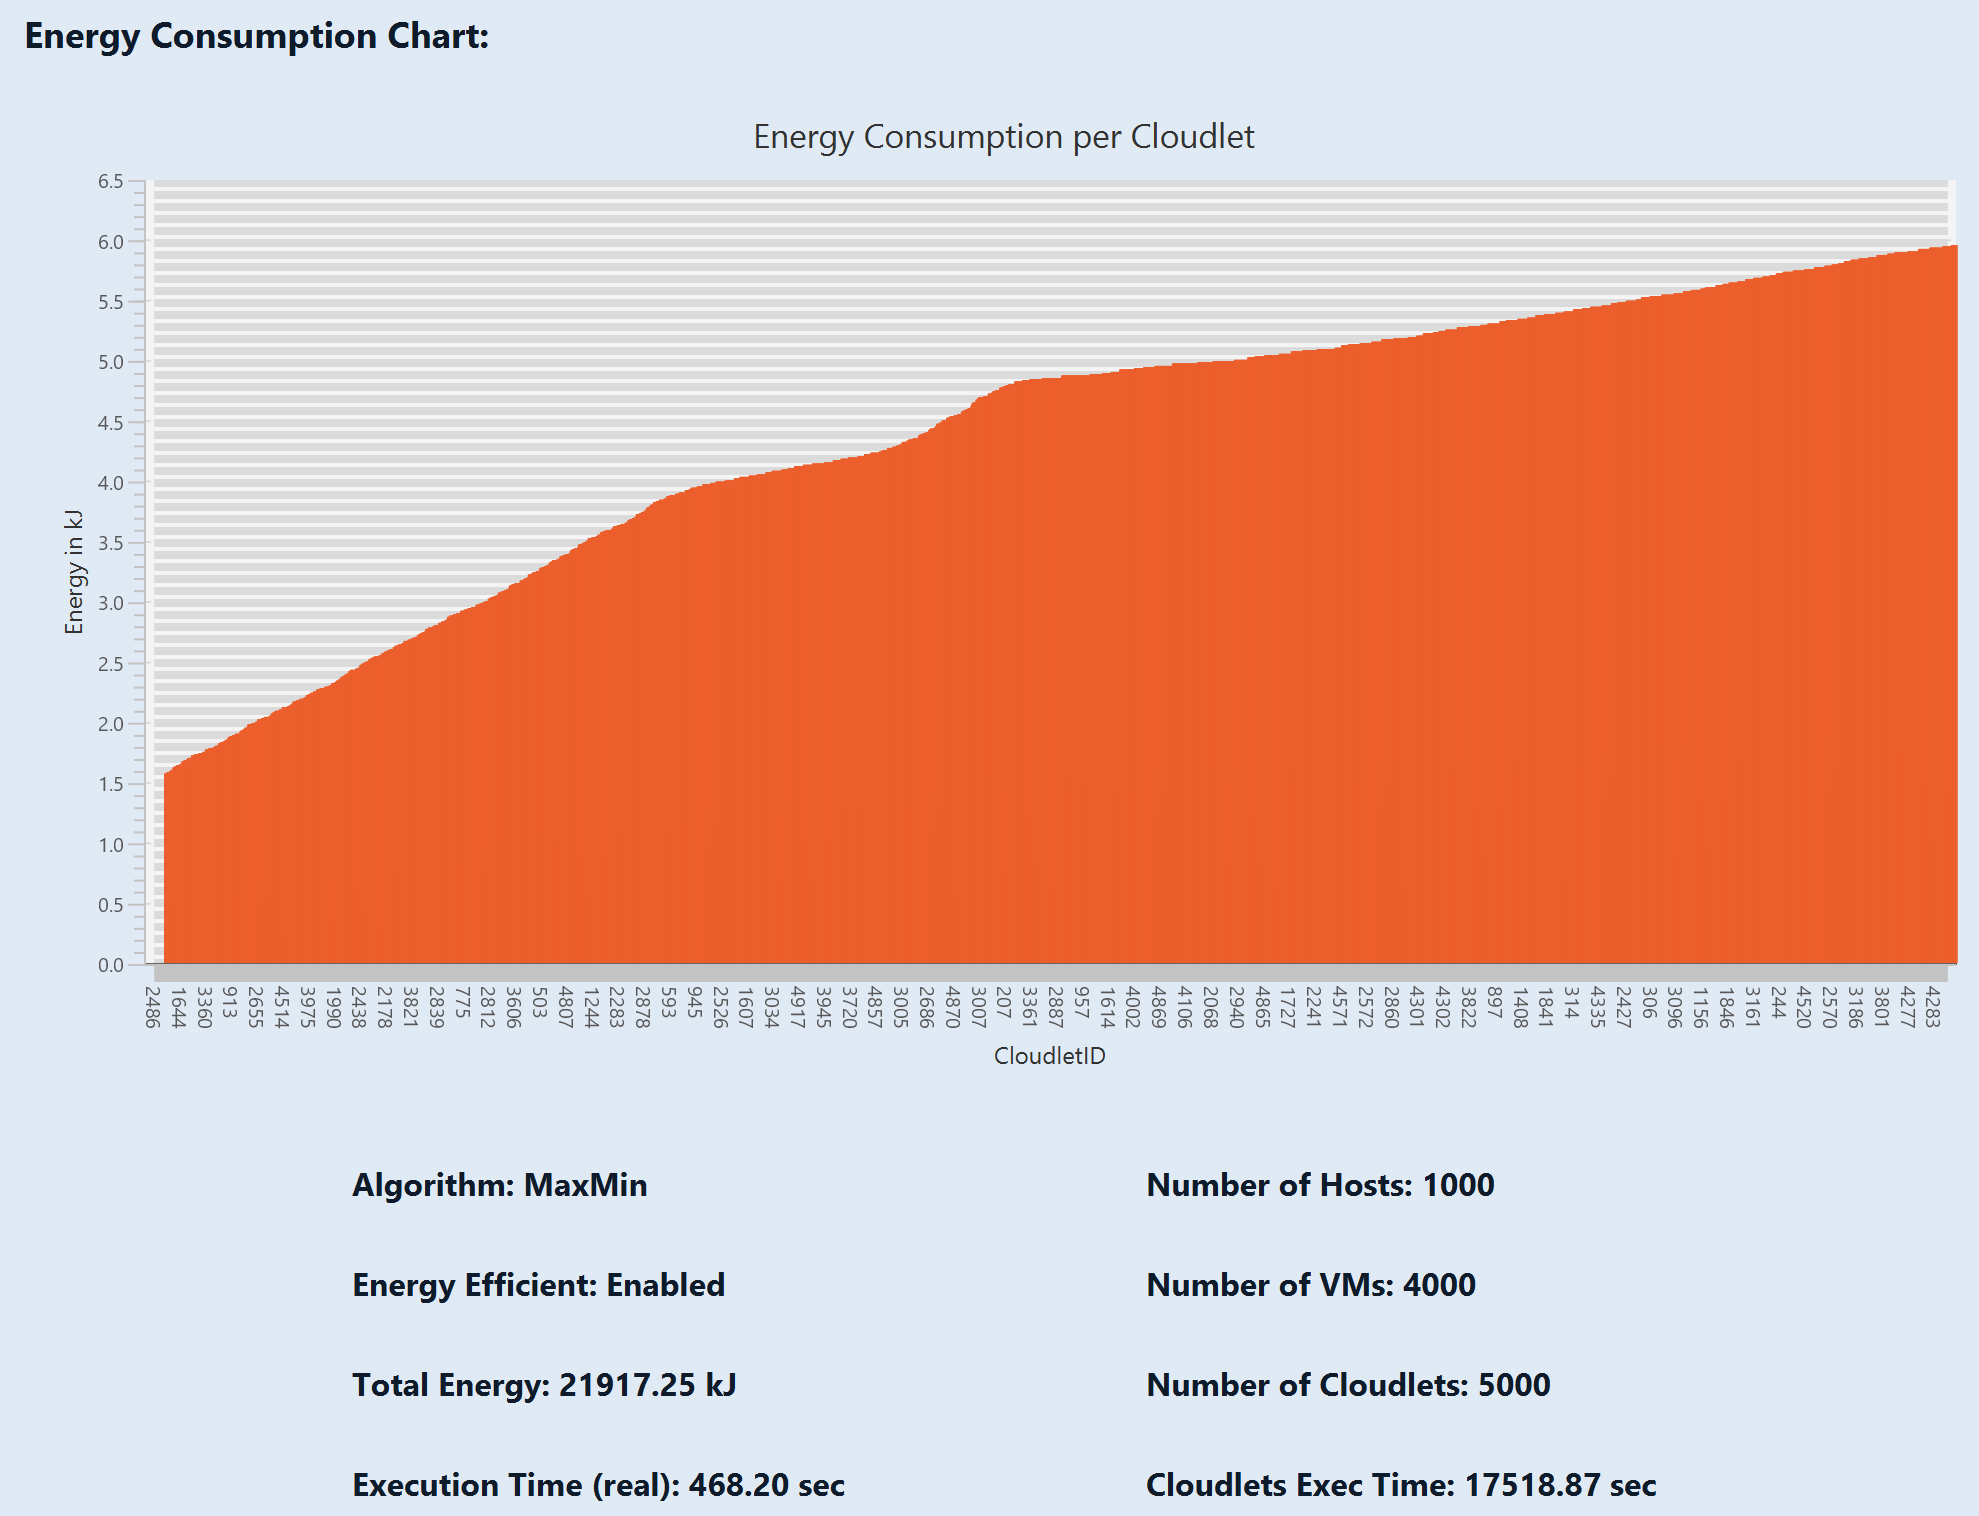 Energy Consumption Chart:
Energy Consumption per Cloudlet
6.5
6.0
5.5
5.0
4.5
4.0
3.5
3.0
2.5
2.0
1.5
1.0
0.5
0.0
Energy in kJ
2486 1644 3360 913 2655 4514 3975 1990 2438 2178 3821 2839 775 2812 3606 503 4807 1244 2283 2878 593 945 2526 1607 3034 4917 3945 3720 4857 3005 2686 4870 3007 207 3361 2887 957 1614 4002 4869 4106 2068 2940 4865 1727 2241 4571 2572 2860 4301 4302 3822 897 1408 1841 314 4335 2427 306 3096 1156 1846 3161 2444 4520 2570 3186 3801 4277 4283
CloudletID
Algorithm: MaxMin
Number of Hosts: 1000
Energy Efficient: Enabled
Number of VMs: 4000
Total Energy: 21917.25 kJ
Number of Cloudlets: 5000
Execution Time (real): 468.20 sec
Cloudlets Exec Time: 17518.87 sec